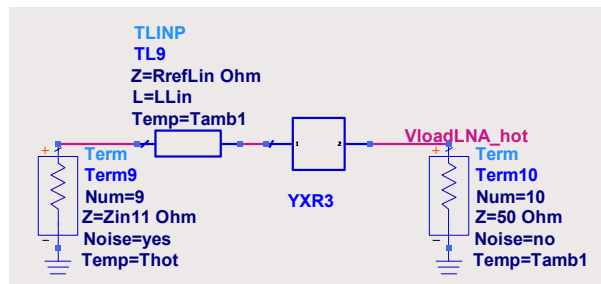 TLINP
TL9
Z=RrefLin Ohm
L=LLin
Temp=Tamb1
1
2
YXR3
VloadLNA_hot
+
Term
Term9
Num=9
Z=Zin11 Ohm
Noise=yes
Temp=Thot
-
+
Term
Term10
Num=10
Z=50 Ohm
Noise=no
Temp=Tamb1
-